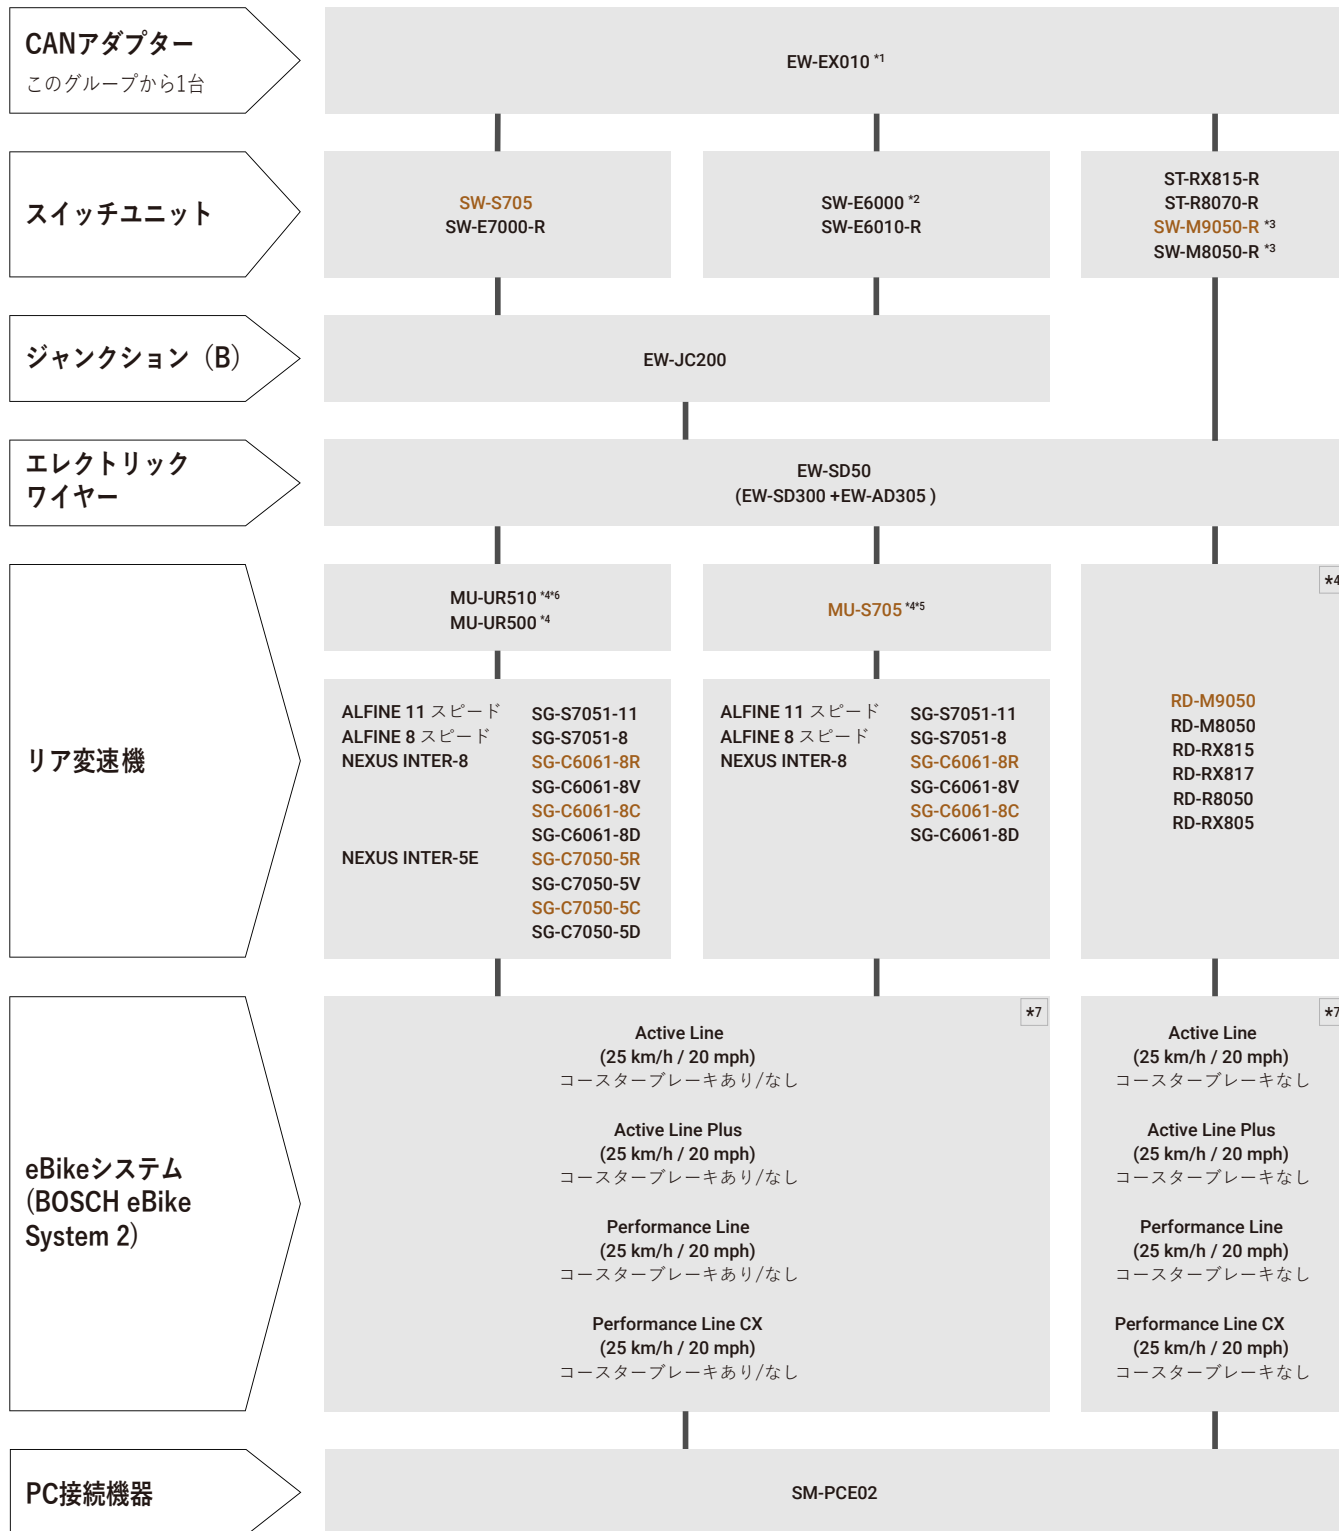 CANアダプター
このグループから1台
EW-EX010 *1
スイッチユニット
SW-S705
SW-E7000-R
SW-E6000 *2
SW-E6010-R
ST-RX815-R
ST-R8070-R
SW-M9050-R *3
SW-M8050-R *3
ジャンクション（B）
EW-JC200
エレクトリック
ワイヤー
EW-SD50
(EW-SD300 +EW-AD305 )
リア変速機
MU-UR510 *4*6
MU-UR500 *4
MU-S705 *4*5
*4
ALFINE 11 スピード SG-S7051-11
ALFINE 8 スピード SG-S7051-8
NEXUS INTER-8 SG-C6061-8R
SG-C6061-8V
SG-C6061-8C
SG-C6061-8D
NEXUS INTER-5E SG-C7050-5R
SG-C7050-5V
SG-C7050-5C
SG-C7050-5D
ALFINE 11 スピード SG-S7051-11
ALFINE 8 スピード SG-S7051-8
NEXUS INTER-8 SG-C6061-8R
SG-C6061-8V
SG-C6061-8C
SG-C6061-8D
RD-M9050
RD-M8050
RD-RX815
RD-RX817
RD-R8050
RD-RX805
eBikeシステム
(BOSCH eBike
System 2)
*7
Active Line
(25 km/h / 20 mph)
コースターブレーキあり/なし
Active Line Plus
(25 km/h / 20 mph)
コースターブレーキあり/なし
Performance Line
(25 km/h / 20 mph)
コースターブレーキあり/なし
Performance Line CX
(25 km/h / 20 mph)
コースターブレーキあり/なし
*7
Active Line
(25 km/h / 20 mph)
コースターブレーキなし
Active Line Plus
(25 km/h / 20 mph)
コースターブレーキなし
Performance Line
(25 km/h / 20 mph)
コースターブレーキなし
Performance Line CX
(25 km/h / 20 mph)
コースターブレーキなし
PC接続機器
SM-PCE02